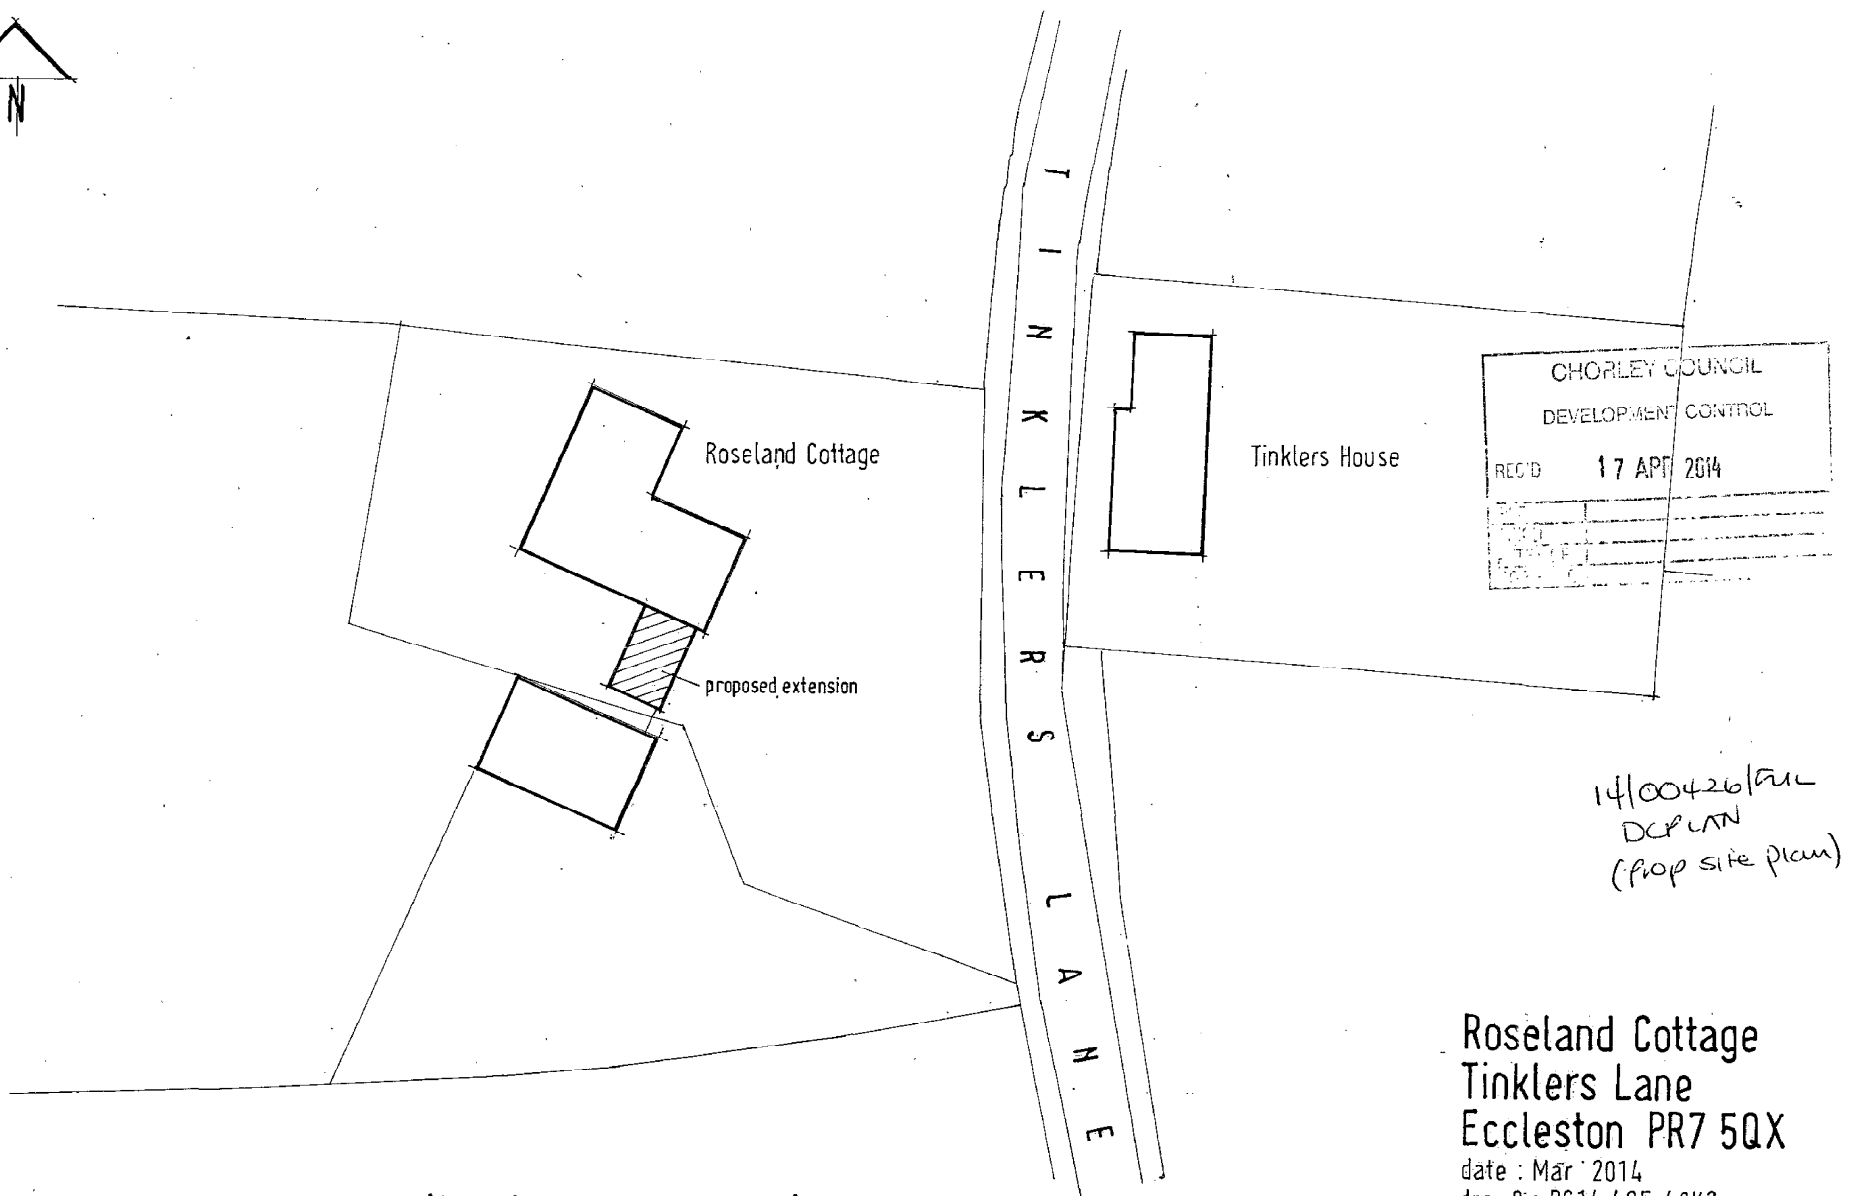 N
TINKLERS LANE
Roseland Cottage
Tinklers House
CHORLEY COUNCIL
DEVELOPMENT CONTROL
REC'D 17 APR 2014
proposed extension
14/00426/FUL
DCPLAN
(prop site plan)
Roseland Cottage
Tinklers Lane
Eccleston PR7 5QX
date : Mar 2014